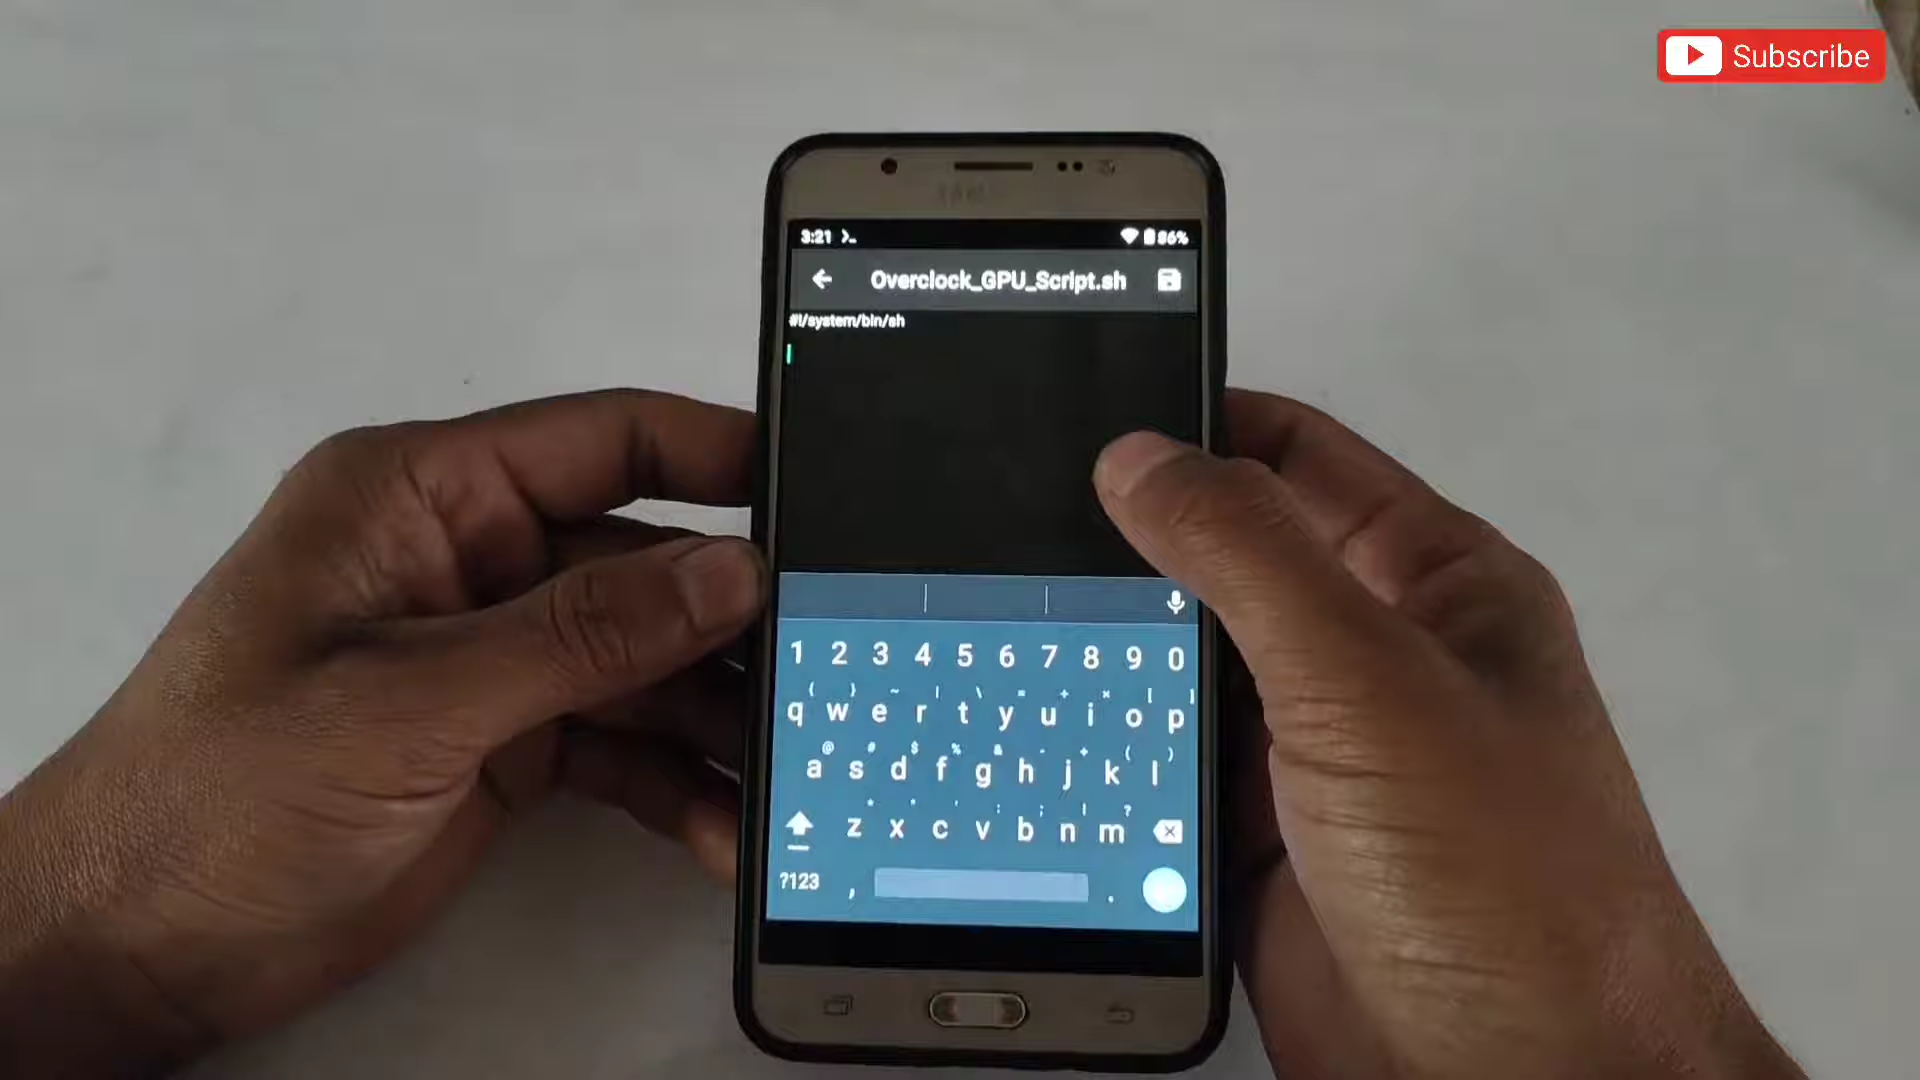 Subscribe
3:21 86%
Overclock_GPU_Script.sh
#!/system/bin/sh
1 2 3 4 5 6 7 8 9 0
{ } ~ | \ = + × [ ]
q w e r t y u i o p
@ # $ % & - + ( )
a s d f g h j k l
z x c v b n m
?123 , .